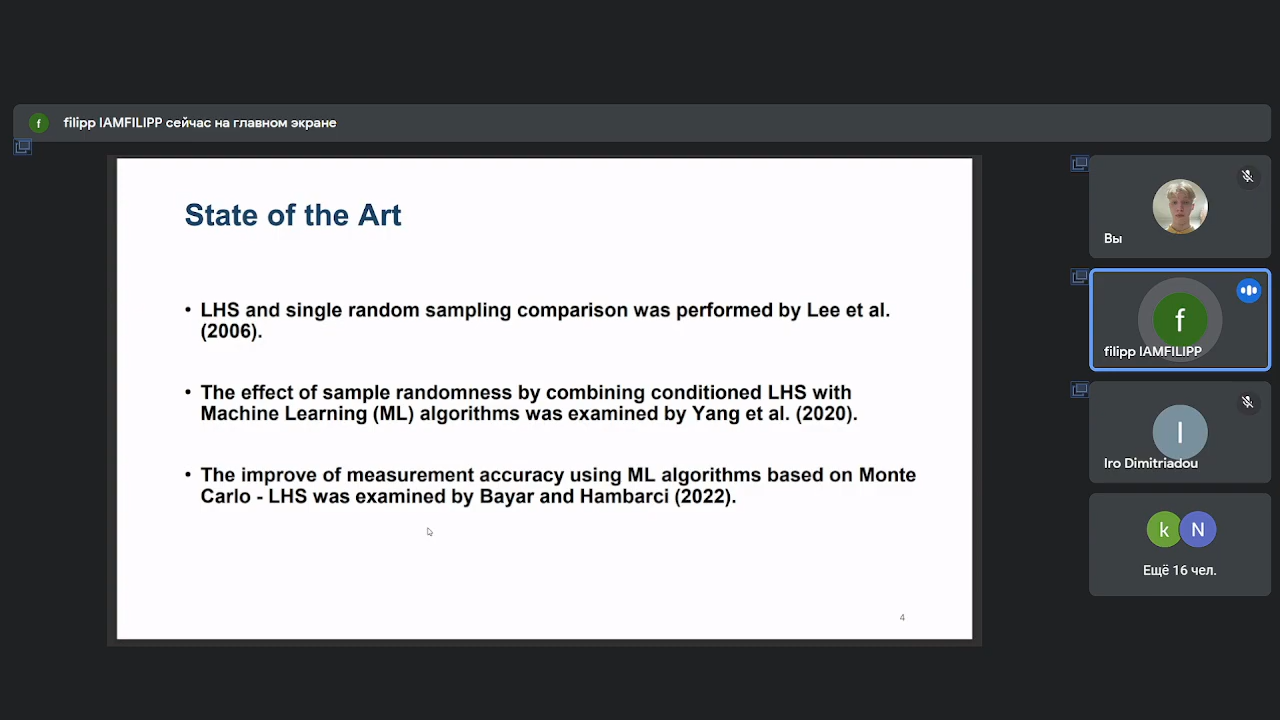 f
filipp IAMFILIPP сейчас на главном экране
State of the Art
• LHS and single random sampling comparison was performed by Lee et al.
(2006).
• The effect of sample randomness by combining conditioned LHS with
Machine Learning (ML) algorithms was examined by Yang et al. (2020).
• The improve of measurement accuracy using ML algorithms based on Monte
Carlo - LHS was examined by Bayar and Hambarci (2022).
4
Вы
f
filipp IAMFILIPP
I
Iro Dimitriadou
k N
Ещё 16 чел.